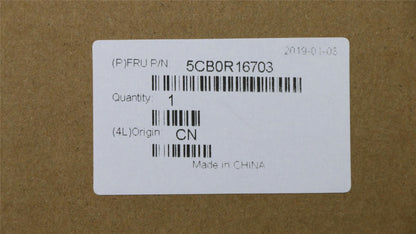 2019-01-03
(P)FRU P/N: 5CB0R16703
Quantity: 1
(4L)Origin: CN
Made in CHINA